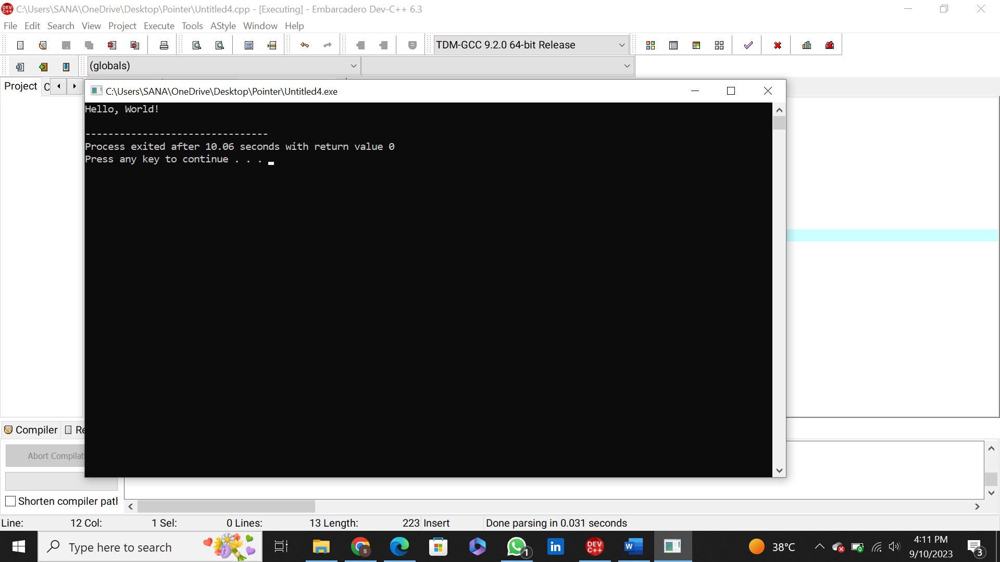 C:\Users\SANA\OneDrive\Desktop\Pointer\Untitled4.cpp - [Executing] - Embarcadero Dev-C++ 6.3
File Edit Search View Project Execute Tools AStyle Window Help
TDM-GCC 9.2.0 64-bit Release
(globals)
Project
C:\Users\SANA\OneDrive\Desktop\Pointer\Untitled4.exe
Hello, World!
--------------------------------
Process exited after 10.06 seconds with return value 0
Press any key to continue . . .
Compiler
Abort
Shorten compiler
Line: 12 Col: 1 Sel: 0 Lines: 13 Length: 223 Insert Done parsing in 0.031 seconds
Type here to search
DEV C++
1
38°C
4:11 PM
9/10/2023
3